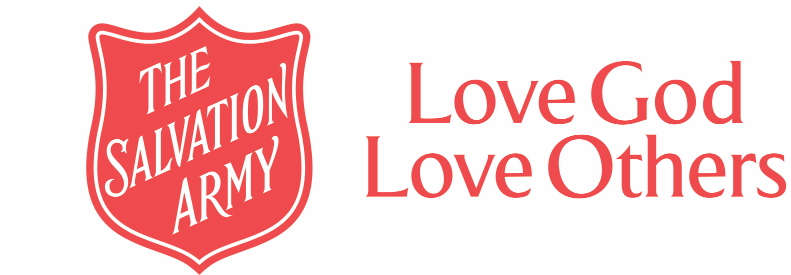 THE
SALVATION
ARMY
Love God
Love Others